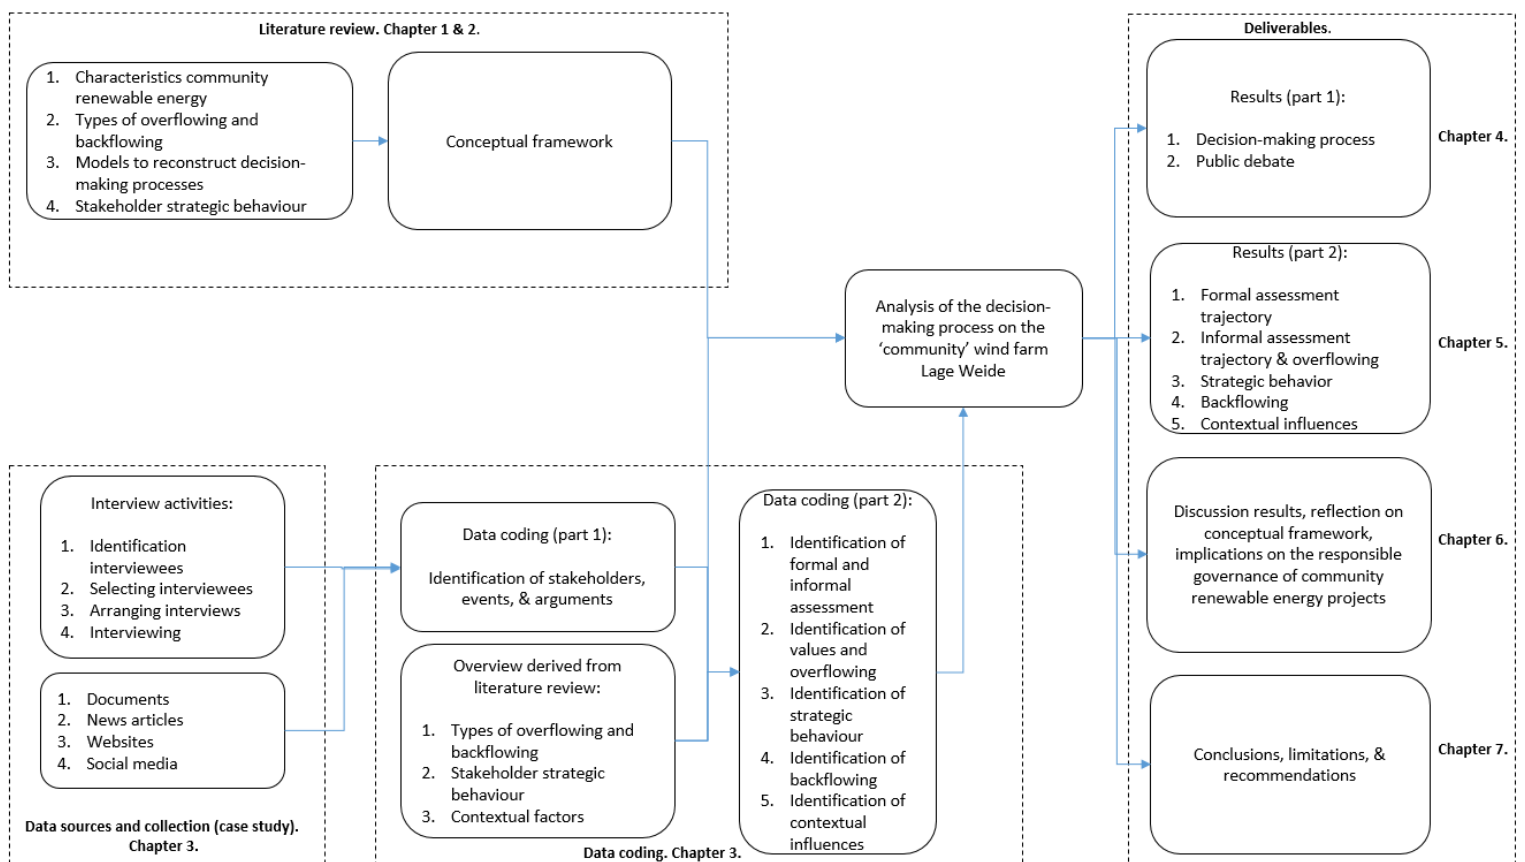 Literature review. Chapter 1 & 2.
1. Characteristics community
renewable energy
2. Types of overflowing and
backflowing
3. Models to reconstruct decision-
making processes
4. Stakeholder strategic behaviour
Conceptual framework
Interview activities:
1. Identification
interviewees
2. Selecting interviewees
3. Arranging interviews
4. Interviewing
1. Documents
2. News articles
3. Websites
4. Social media
Data sources and collection (case study).
Chapter 3.
Data coding (part 1):
Identification of stakeholders,
events, & arguments
Overview derived from
literature review:
1. Types of overflowing and
backflowing
2. Stakeholder strategic
behaviour
3. Contextual factors
Data coding. Chapter 3.
Data coding (part 2):
1. Identification of
formal and
informal
assessment
2. Identification of
values and
overflowing
3. Identification of
strategic
behaviour
4. Identification of
backflowing
5. Identification of
contextual
influences
Analysis of the decision-
making process on the
‘community’ wind farm
Lage Weide
Deliverables.
Results (part 1):
1. Decision-making process
2. Public debate
Chapter 4.
Results (part 2):
1. Formal assessment
trajectory
2. Informal assessment
trajectory & overflowing
3. Strategic behavior
4. Backflowing
5. Contextual influences
Chapter 5.
Discussion results, reflection on
conceptual framework,
implications on the responsible
governance of community
renewable energy projects
Chapter 6.
Conclusions, limitations, &
recommendations
Chapter 7.